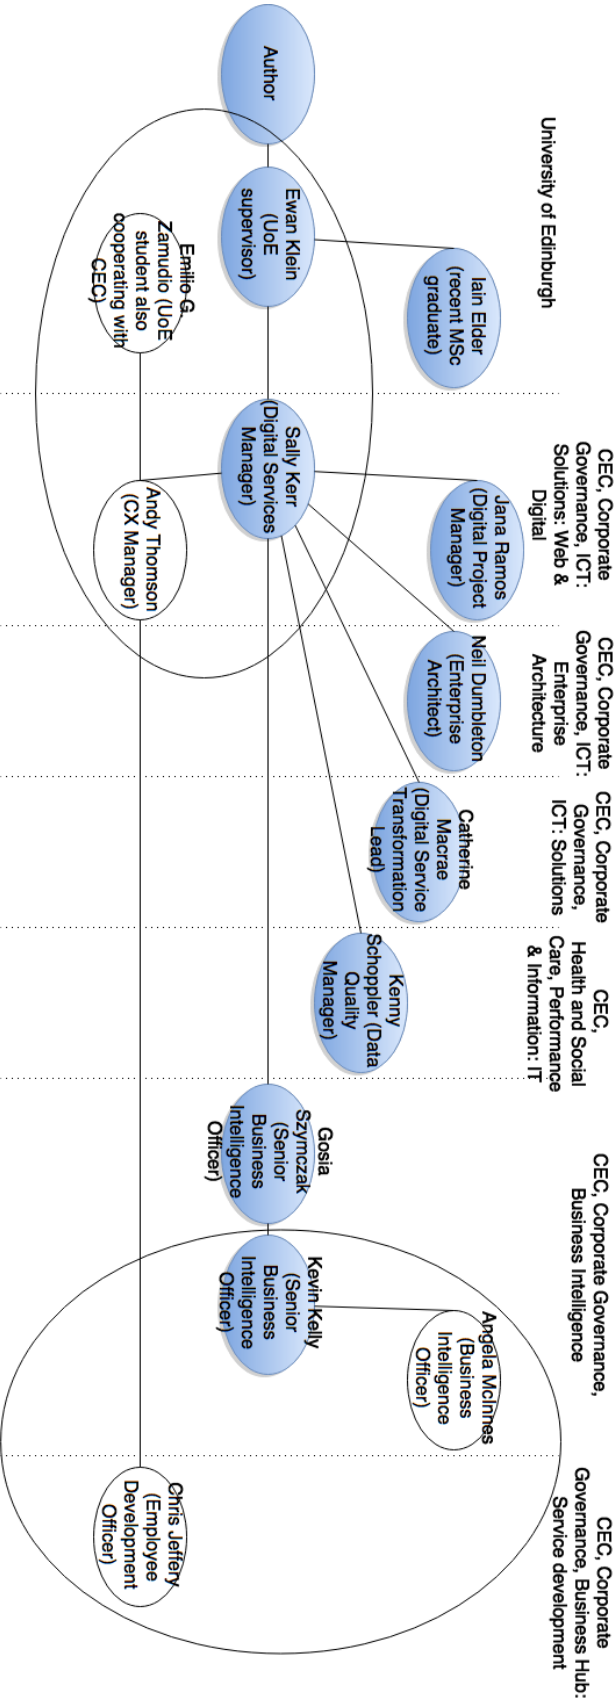 University of Edinburgh
CEC, Corporate
Governance, ICT:
Solutions: Web &
Digital
CEC, Corporate
Governance, ICT:
Enterprise
Architecture
CEC, Corporate
Governance,
ICT: Solutions
CEC,
Health and Social
Care, Performance
& Information: IT
CEC, Corporate Governance,
Business Intelligence
CEC, Corporate
Governance, Business Hub:
Service development
Iain Elder
(recent MSc
graduate)
Jana Ramos
(Digital Project
Manager)
Neil Dumbleton
(Enterprise
Architect)
Catherine
Macrae
(Digital Service
Transformation
Lead)
Kenny
Schoppler (Data
Quality
Manager)
Angela McInnes
(Business
Intelligence
Officer)
Author
Ewan Klein
(UoE
supervisor)
Sally Kerr
(Digital Services
Manager)
Gosia
Szymczak
(Senior
Business
Intelligence
Officer)
Kevin Kelly
(Senior
Business
Intelligence
Officer)
Emilio G.
Zamudio (UoE
student also
cooperating with
CEC)
Andy Thomson
(CX Manager)
Chris Jeffery
(Employee
Development
Officer)